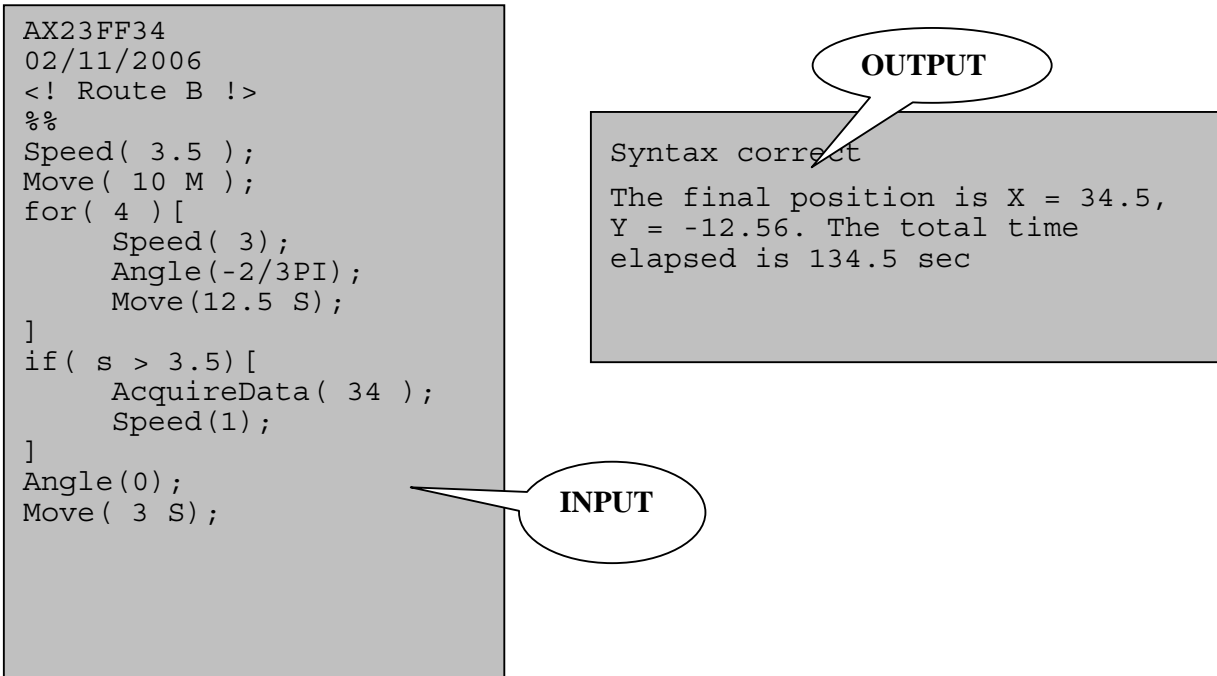 AX23FF34
02/11/2006
<! Route B !>
%%
Speed( 3.5 );
Move( 10 M );
for( 4 )[
Speed( 3);
Angle(-2/3PI);
Move(12.5 S);
]
if( s > 3.5)[
AcquireData( 34 );
Speed(1);
]
Angle(0);
Move( 3 S);
INPUT
OUTPUT
Syntax correct
The final position is X = 34.5,
Y = -12.56. The total time
elapsed is 134.5 sec